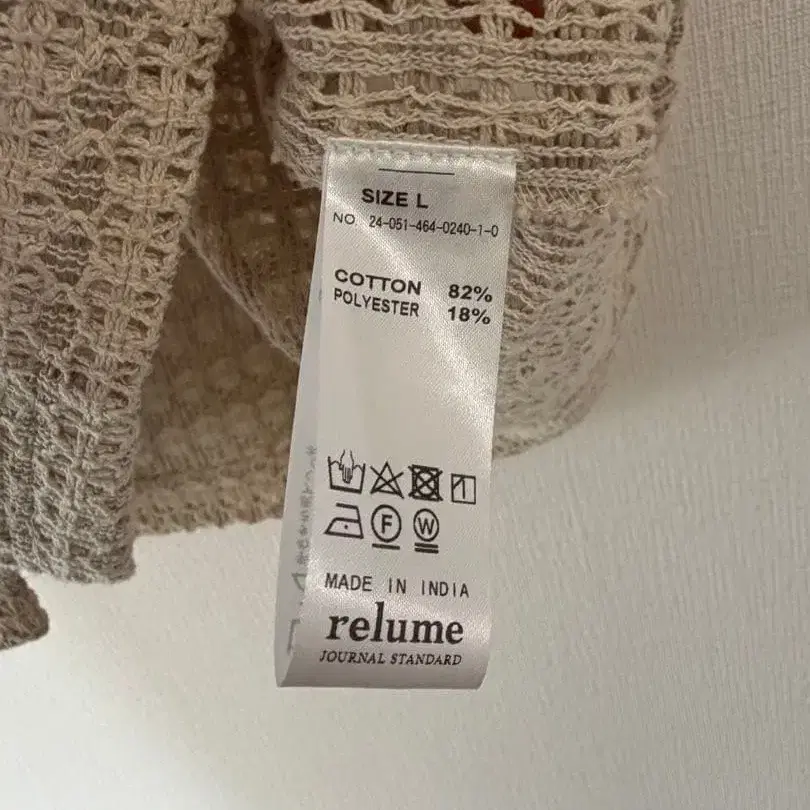 SIZE L
NO. 24-051-464-0240-1-0
COTTON 82%
POLYESTER 18%
F W
MADE IN INDIA
relume
JOURNAL STANDARD